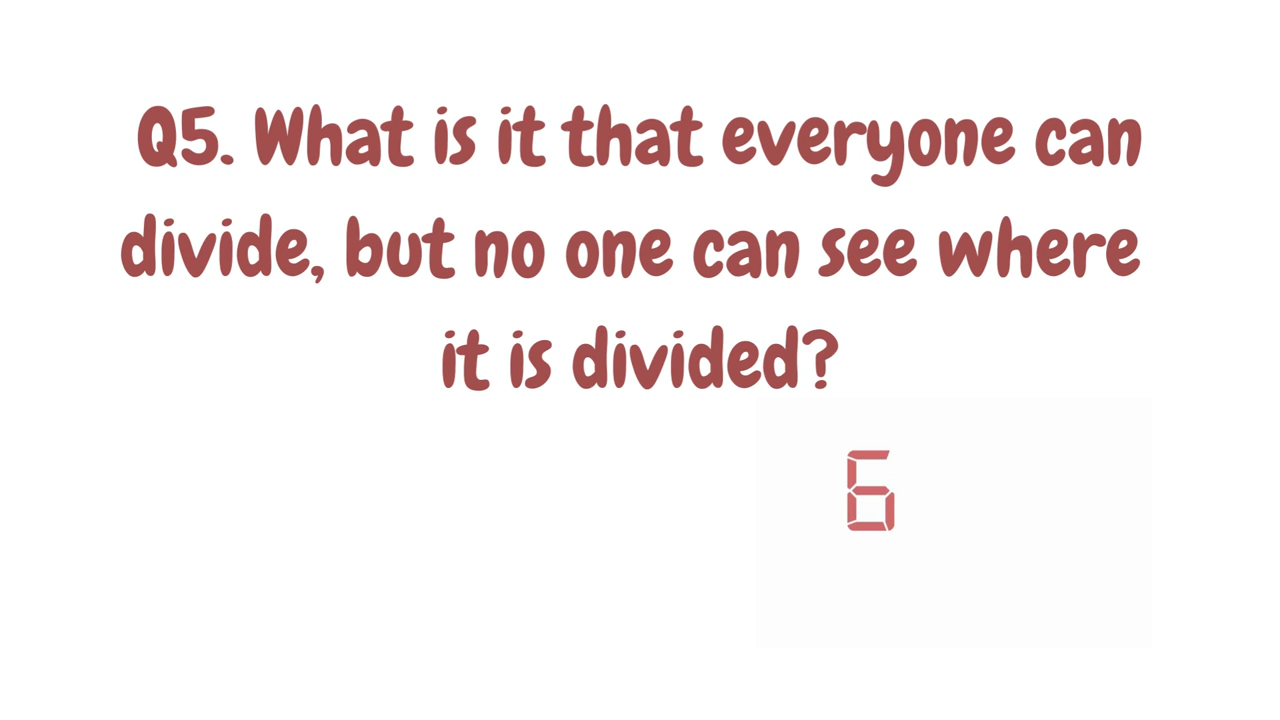 Q5. What is it that everyone can
divide, but no one can see where
it is divided?
6